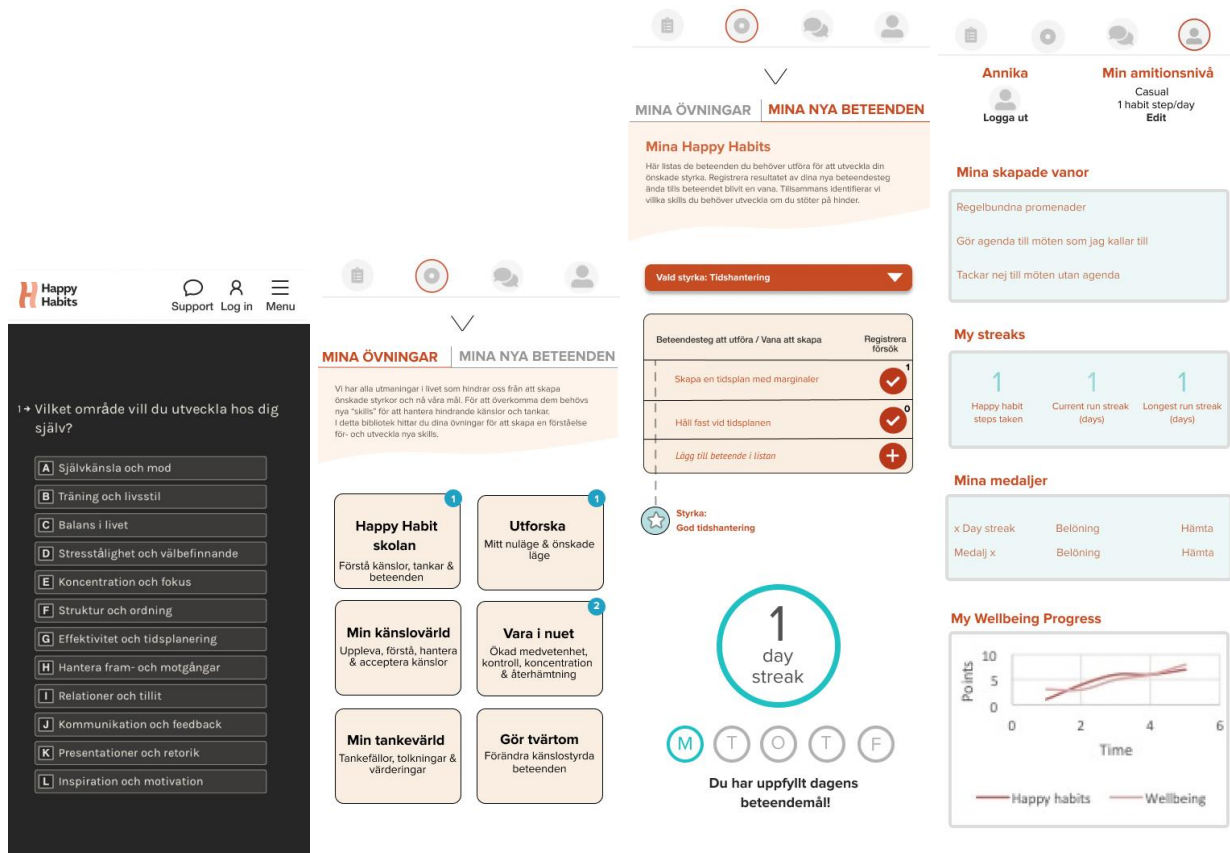 Happy
Habits
Support Log in Menu
1→ Vilket område vill du utveckla hos dig
själv?
A Självkänsla och mod
B Träning och livsstil
C Balans i livet
D Stresstålighet och välbefinnande
E Koncentration och fokus
F Struktur och ordning
G Effektivitet och tidsplanering
H Hantera fram- och motgångar
I Relationer och tillit
J Kommunikation och feedback
K Presentationer och retorik
L Inspiration och motivation
MINA ÖVNINGAR MINA NYA BETEENDEN
Vi har alla utmaningar i livet som hindrar oss från att skapa
önskade styrkor och nå våra mål. För att överkomma dem behövs
nya "skills" för att hantera hindrande känslor och tankar.
I detta bibliotek hittar du dina övningar för att skapa en förståelse
för- och utveckla nya skills.
1
Happy Habit
skolan
Förstå känslor, tankar &
beteenden
1
Utforska
Mitt nuläge & önskade
läge
Min känslovärld
Uppleva, förstå, hantera
& acceptera känslor
2
Vara i nuet
Ökad medvetenhet,
kontroll, koncentration
& återhämtning
Min tankevärld
Tankefällor, tolkningar &
värderingar
Gör tvärtom
Förändra känslostyrda
beteenden
MINA ÖVNINGAR MINA NYA BETEENDEN
Mina Happy Habits
Här listas de beteenden du behöver utföra för att utveckla din
önskade styrka. Registrera resultatet av dina nya beteendesteg
ända tills beteendet blivit en vana. Tillsammans identifierar vi
vilka skills du behöver utveckla om du stöter på hinder.
Vald styrka: Tidshantering
Beteendesteg att utföra / Vana att skapa
Registrera
försök
Skapa en tidsplan med marginaler
1
Håll fast vid tidsplanen
0
Lägg till beteende i listan
Styrka:
God tidshantering
1
day
streak
M T O T F
Du har uppfyllt dagens
beteendemål!
Annika
Logga ut
Min amitionsnivå
Casual
1 habit step/day
Edit
Mina skapade vanor
Regelbundna promenader
Gör agenda till möten som jag kallar till
Tackar nej till möten utan agenda
My streaks
1 1 1
Happy habit
steps taken
Current run streak
(days)
Longest run streak
(days)
Mina medaljer
x Day streak Belöning Hämta
Medalj x Belöning Hämta
My Wellbeing Progress
Points
10
5
0
0 2 4 6
Time
Happy habits Wellbeing